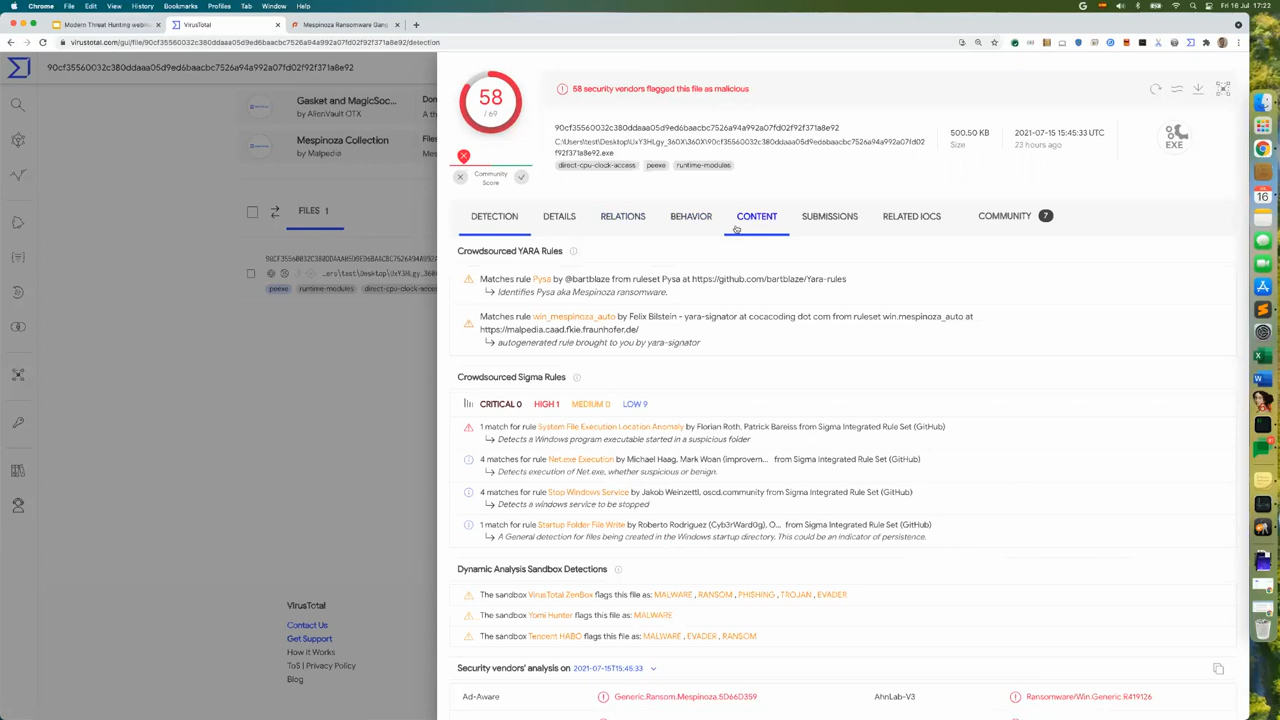 Chrome File Edit View History Bookmarks Profiles Tab Window Help
Fri 16 Jul 17:22
Modern Threat Hunting webin
VirusTotal
Mespinoza Ransomware Gang
virustotal.com/gui/file/90cf35560032c380ddaaa05d9ed6baacbc7526a94a992a07fd02f92f371a8e92/detection
90cf35560032c380ddaaa05d9ed6baacbc7526a94a992a07fd02f92f371a8e92
Gasket and MagicSoc...
by AlienVault OTX
Mespinoza Collection
by Malpedia
FILES 1
peexe runtime-modules direct-cpu-clock-acces
VirusTotal
Contact Us
Get Support
How It Works
ToS | Privacy Policy
Blog
58
/ 69
Community
Score
58 security vendors flagged this file as malicious
90cf35560032c380ddaaa05d9ed6baacbc7526a94a992a07fd02f92f371a8e92
C:\Users\test\Desktop\UxY3HLgy_360X\360X\90cf35560032c380ddaaa05d9ed6baacbc7526a94a992a07fd02f9
2f371a8e92.exe
direct-cpu-clock-access peexe runtime-modules
500.50 KB
Size
2021-07-15 15:45:33 UTC
23 hours ago
EXE
DETECTION DETAILS RELATIONS BEHAVIOR CONTENT SUBMISSIONS RELATED IOCS COMMUNITY 7
Crowdsourced YARA Rules
Matches rule Pysa by @bartblaze from ruleset Pysa at https://github.com/bartblaze/Yara-rules
Identifies Pysa aka Mespinoza ransomware.
Matches rule win_mespinoza_auto by Felix Bilstein - yara-signator at cocacoding dot com from ruleset win.mespinoza_auto at
https://malpedia.caad.fkie.fraunhofer.de/
autogenerated rule brought to you by yara-signator
Crowdsourced Sigma Rules
CRITICAL 0 HIGH 1 MEDIUM 0 LOW 9
1 match for rule System File Execution Location Anomaly by Florian Roth, Patrick Bareiss from Sigma Integrated Rule Set (GitHub)
Detects a Windows program executable started in a suspicious folder
4 matches for rule Net.exe Execution by Michael Haag, Mark Woan (improvem... from Sigma Integrated Rule Set (GitHub)
Detects execution of Net.exe, whether suspicious or benign.
4 matches for rule Stop Windows Service by Jakob Weinzettl, oscd.community from Sigma Integrated Rule Set (GitHub)
Detects a windows service to be stopped
1 match for rule Startup Folder File Write by Roberto Rodriguez (Cyb3rWard0g), O... from Sigma Integrated Rule Set (GitHub)
A General detection for files being created in the Windows startup directory. This could be an indicator of persistence.
Dynamic Analysis Sandbox Detections
The sandbox VirusTotal ZenBox flags this file as: MALWARE , RANSOM , PHISHING , TROJAN , EVADER
The sandbox Yomi Hunter flags this file as: MALWARE
The sandbox Tencent HABO flags this file as: MALWARE , EVADER , RANSOM
Security vendors' analysis on 2021-07-15T15:45:33
Ad-Aware Generic.Ransom.Mespinoza.5D66D359 AhnLab-V3 Ransomware/Win.Generic.R419126